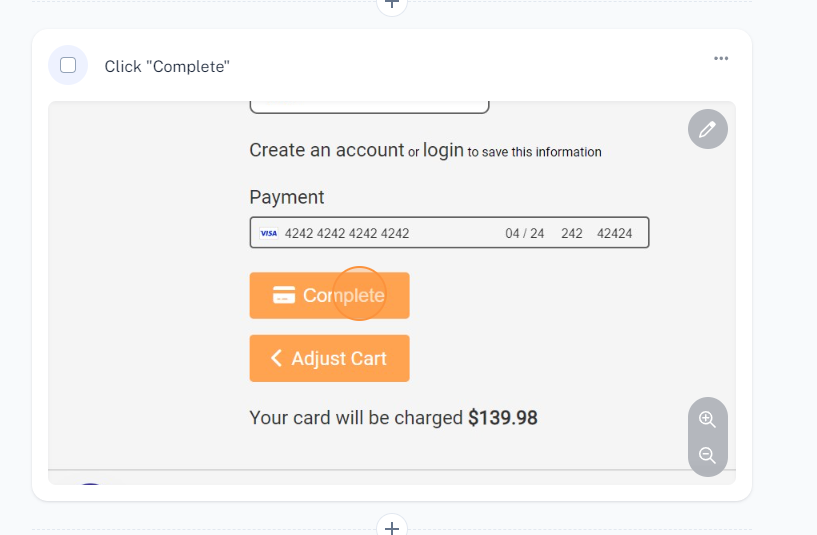 Click "Complete"
Create an account or login to save this information
Payment
VISA 4242 4242 4242 4242 04 / 24 242 42424
Complete
Adjust Cart
Your card will be charged $139.98